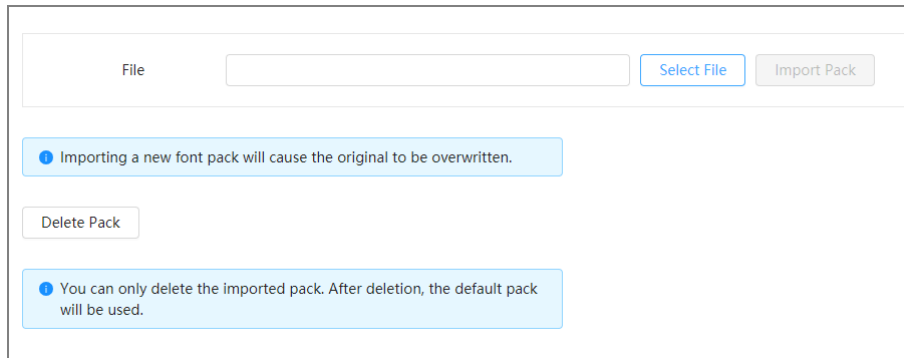 File Select File Import Pack
Importing a new font pack will cause the original to be overwritten.
Delete Pack
You can only delete the imported pack. After deletion, the default pack
will be used.